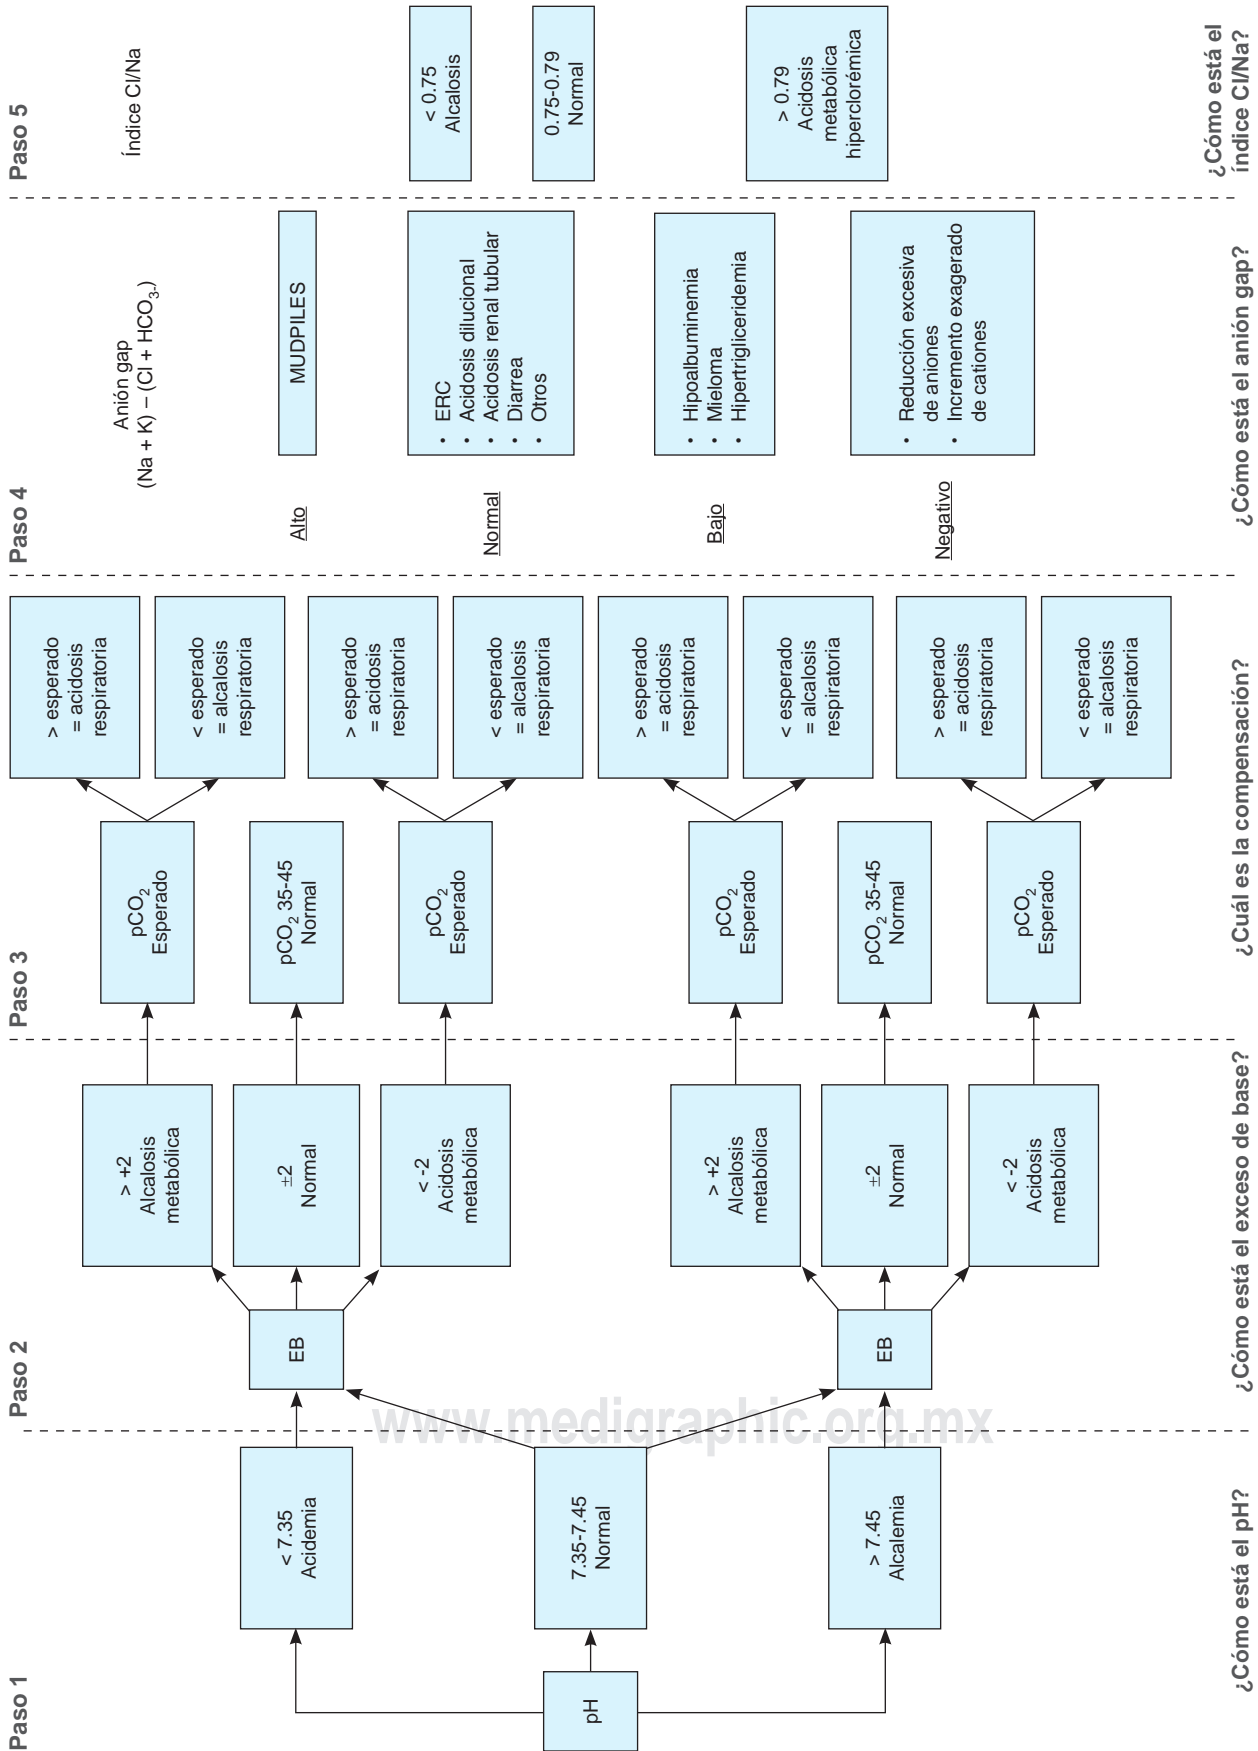 Paso 1
pH
< 7.35
Acidemia
7.35-7.45
Normal
> 7.45
Alcalemia
¿Cómo está el pH?
Paso 2
EB
> +2
Alcalosis
metabólica
±2
Normal
< -2
Acidosis
metabólica
EB
> +2
Alcalosis
metabólica
±2
Normal
< -2
Acidosis
metabólica
¿Cómo está el exceso de base?
Paso 3
pCO2
Esperado
> esperado
= acidosis
respiratoria
< esperado
= alcalosis
respiratoria
pCO2 35-45
Normal
pCO2
Esperado
> esperado
= acidosis
respiratoria
< esperado
= alcalosis
respiratoria
pCO2
Esperado
> esperado
= acidosis
respiratoria
< esperado
= alcalosis
respiratoria
pCO2 35-45
Normal
pCO2
Esperado
> esperado
= acidosis
respiratoria
< esperado
= alcalosis
respiratoria
¿Cuál es la compensación?
Paso 4
Anión gap
(Na + K) – (Cl + HCO3-)
Alto
MUDPILES
Normal
• ERC
• Acidosis dilucional
• Acidosis renal tubular
• Diarrea
• Otros
Bajo
• Hipoalbuminemia
• Mieloma
• Hipertrigliceridemia
Negativo
• Reducción excesiva
de aniones
• Incremento exagerado
de cationes
¿Cómo está el anión gap?
Paso 5
Índice Cl/Na
< 0.75
Alcalosis
0.75-0.79
Normal
> 0.79
Acidosis
metabólica
hiperclorémica
¿Cómo está el
índice Cl/Na?
www.medigraphic.org.mx